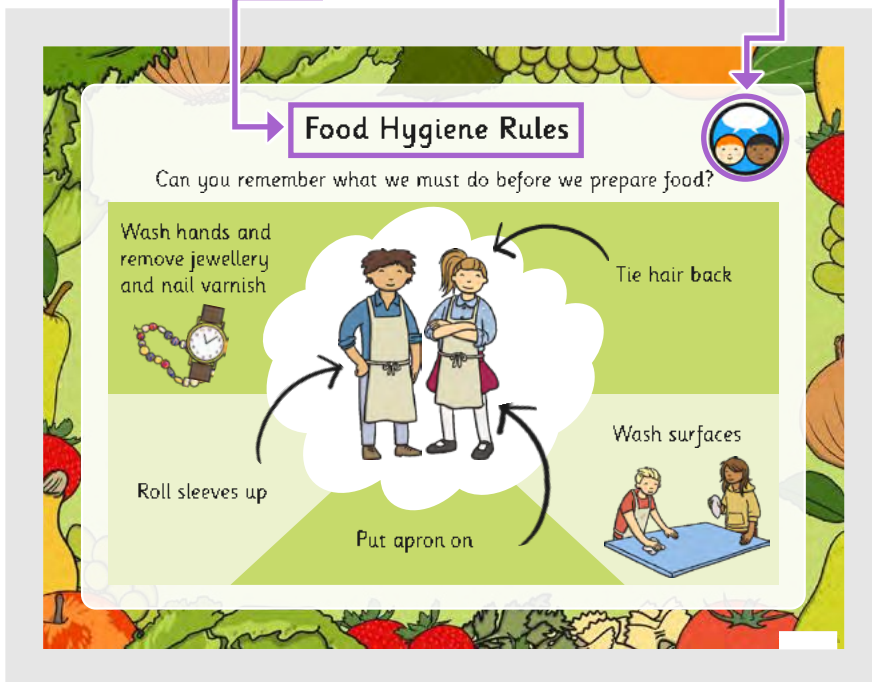 Food Hygiene Rules
Can you remember what we must do before we prepare food?
Wash hands and
remove jewellery
and nail varnish
Tie hair back
Roll sleeves up
Put apron on
Wash surfaces